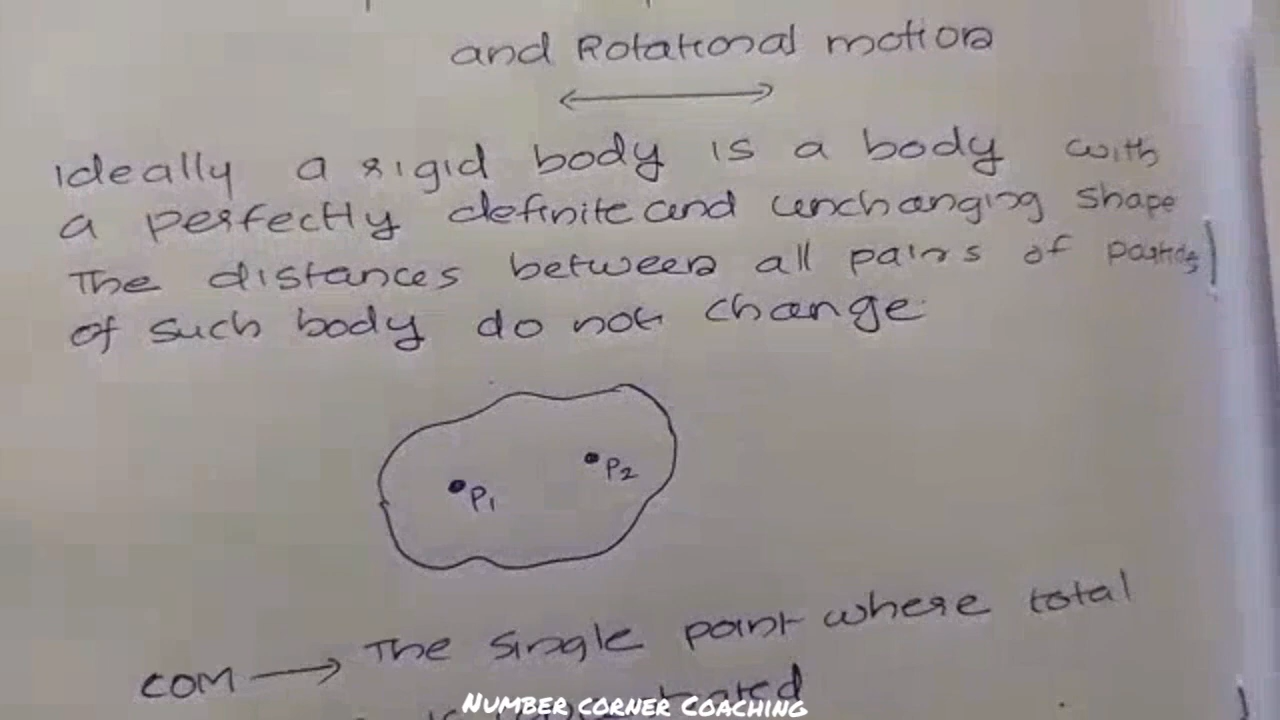 and Rotational motion
ideally a rigid body is a body with
a perfectly definite and unchanging shape
The distances between all pairs of
of such body do not change
P1
P2
The single point where total
COM →
NUMBER CORNER COACHING